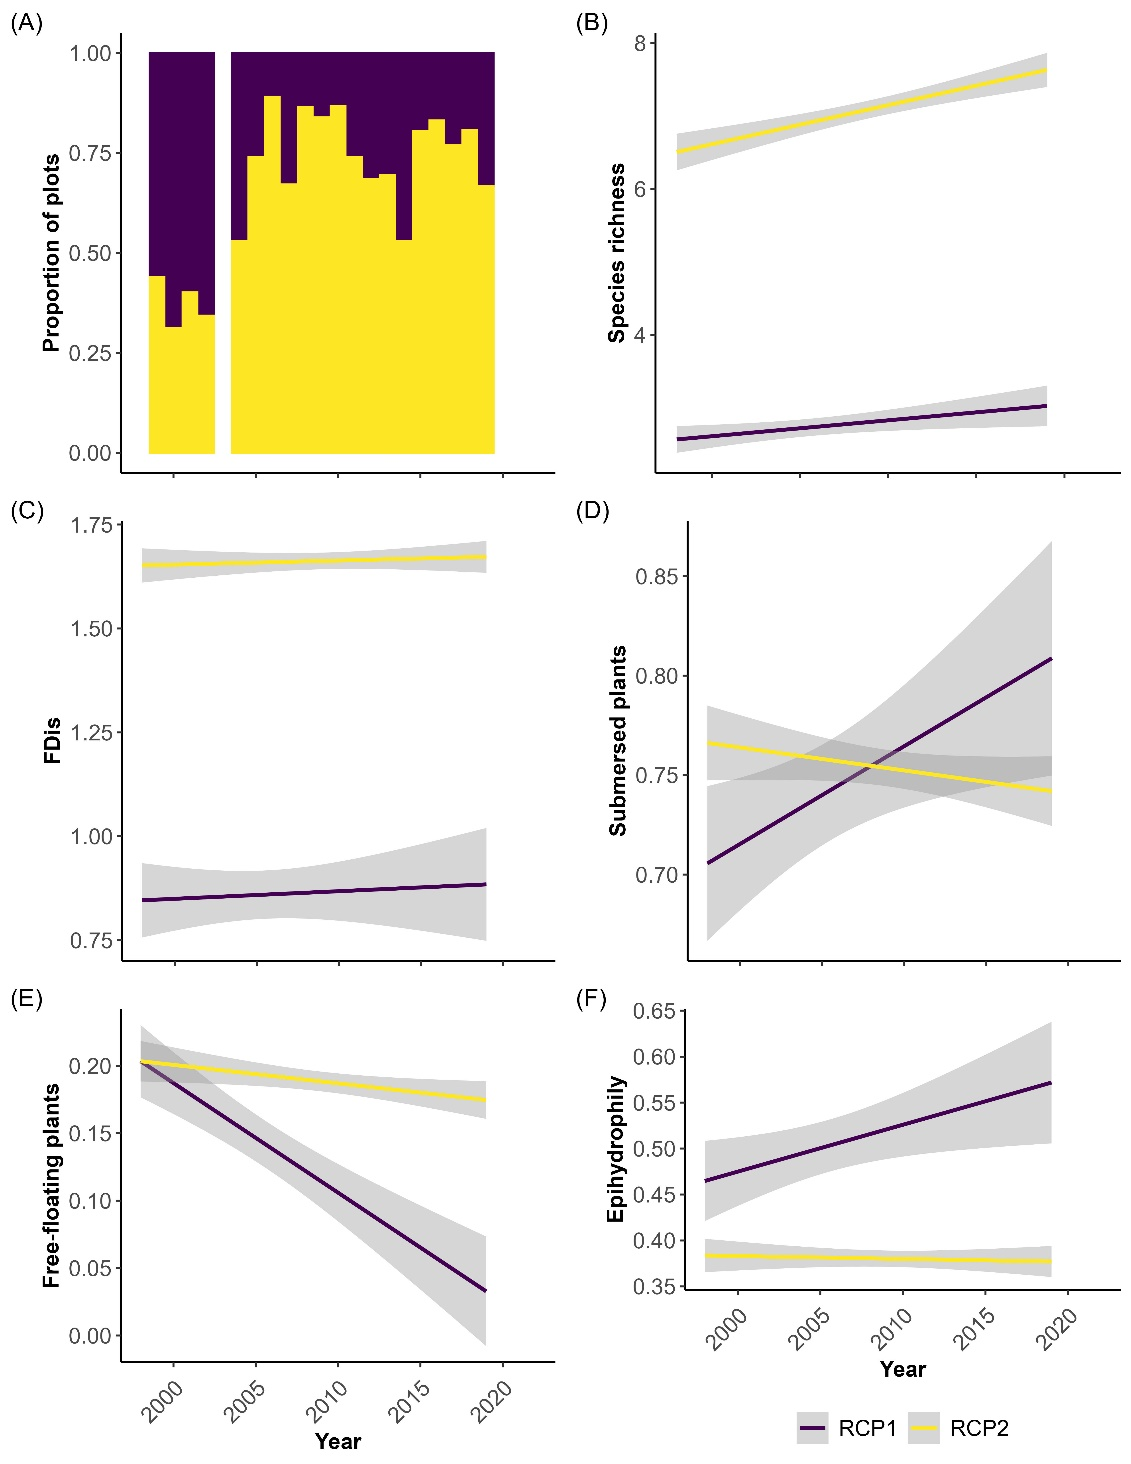 (A)
Proportion of plots
1.00
0.75
0.50
0.25
0.00
(B)
Species richness
8
6
4
(C)
FDis
1.75
1.50
1.25
1.00
0.75
(D)
Submersed plants
0.85
0.80
0.75
0.70
(E)
Free-floating plants
0.20
0.15
0.10
0.05
0.00
2000 2005 2010 2015 2020
Year
(F)
Epihydrophily
0.65
0.60
0.55
0.50
0.45
0.40
0.35
2000 2005 2010 2015 2020
Year
RCP1 RCP2